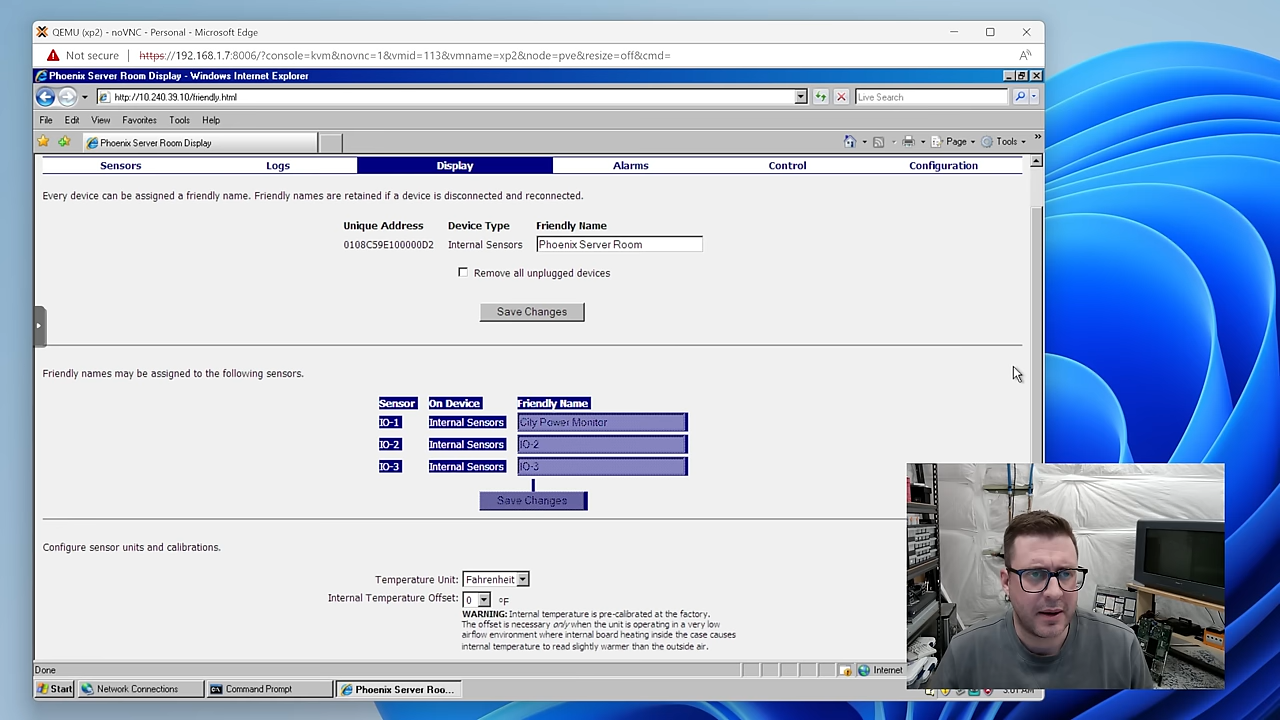 QEMU (xp2) - noVNC - Personal - Microsoft Edge
Not secure https://192.168.1.7:8006/?console=kvm&novnc=1&vmid=113&vmname=xp2&node=pve&resize=off&cmd=
Phoenix Server Room Display - Windows Internet Explorer
http://10.240.39.10/friendly.html Live Search
File Edit View Favorites Tools Help
Phoenix Server Room Display Page Tools
Sensors Logs Display Alarms Control Configuration
Every device can be assigned a friendly name. Friendly names are retained if a device is disconnected and reconnected.
Unique Address Device Type Friendly Name
0108C59E100000D2 Internal Sensors Phoenix Server Room
Remove all unplugged devices
Save Changes
Friendly names may be assigned to the following sensors.
Sensor On Device Friendly Name
IO-1 Internal Sensors City Power Monitor
IO-2 Internal Sensors IO-2
IO-3 Internal Sensors IO-3
Save Changes
Configure sensor units and calibrations.
Temperature Unit: Fahrenheit
Internal Temperature Offset: 0 °F
WARNING: Internal temperature is pre-calibrated at the factory.
The offset is necessary only when the unit is operating in a very low
airflow environment where internal board heating inside the case causes
internal temperature to read slightly warmer than the outside air.
Done Internet
Start Network Connections Command Prompt Phoenix Server Roo...